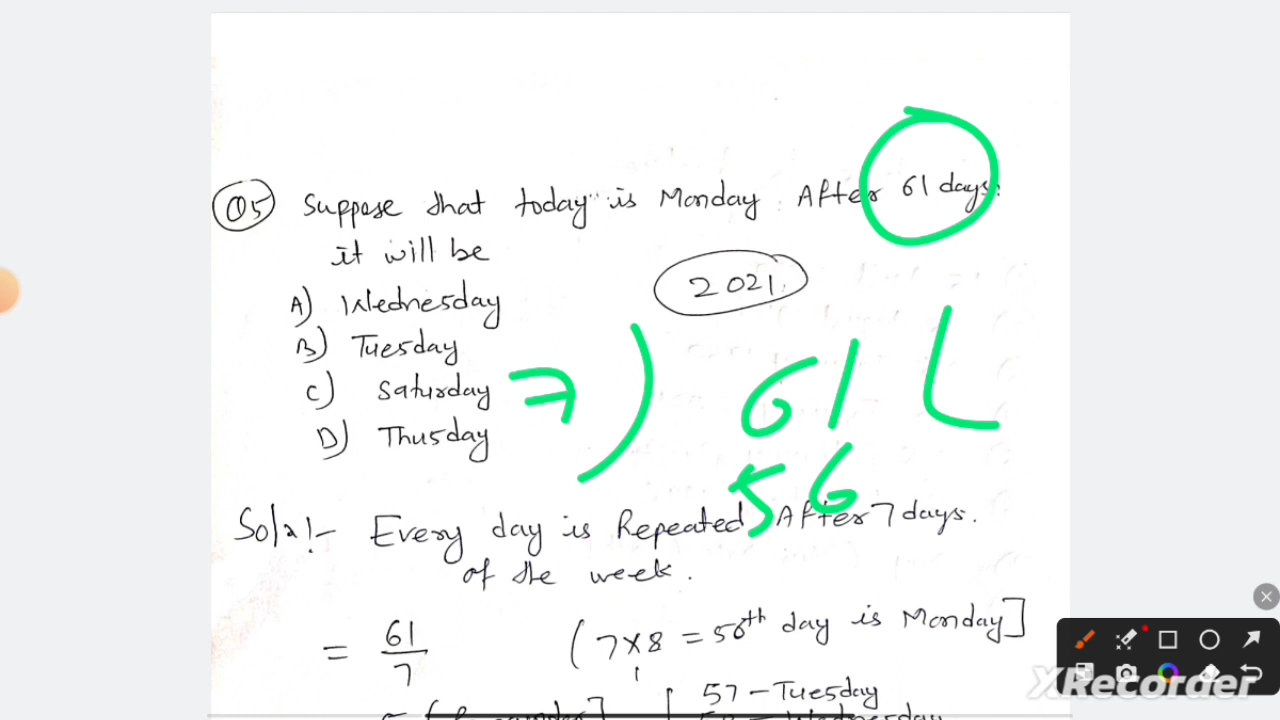 Q5 Suppose that today is Monday After 61 days.
it will be
2021
A) Wednesday
B) Tuesday
C) Saturday
D) Thusday
7) 61 (
56
Soln:- Every day is Repeated After 7 days.
of the week.
= 61/7 (7×8 = 56th day is Monday]
57 - Tuesday
XRecorder